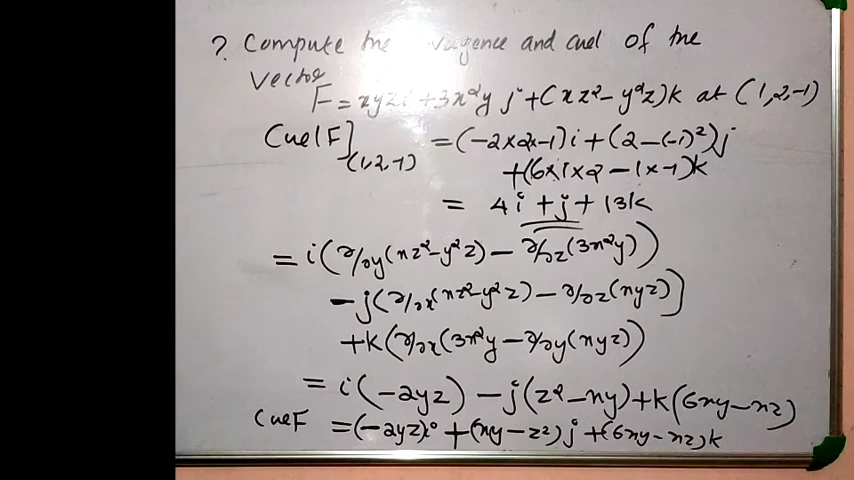 ? Compute the vergence and curl of the
Vector
F = xyzi + 3x²y j + (xz² - y²z)k at (1,2,-1)
Curl F](1,2,-1) = (-2×2×-1)i + (2-(-1)²)j
+(6×1×2 - 1×-1)k
= 4i + j + 13k
= i(∂/∂y(xz²-y²z) - ∂/∂z(3x²y))
- j(∂/∂x(xz²-y²z) - ∂/∂z(xyz)]
+k(∂/∂x(3x²y - ∂/∂y(xyz))
= i(-2yz) - j(z²-xy) + k(6xy-xz)
Curl F = (-2yz)i + (xy-z²)j + (6xy-xz)k